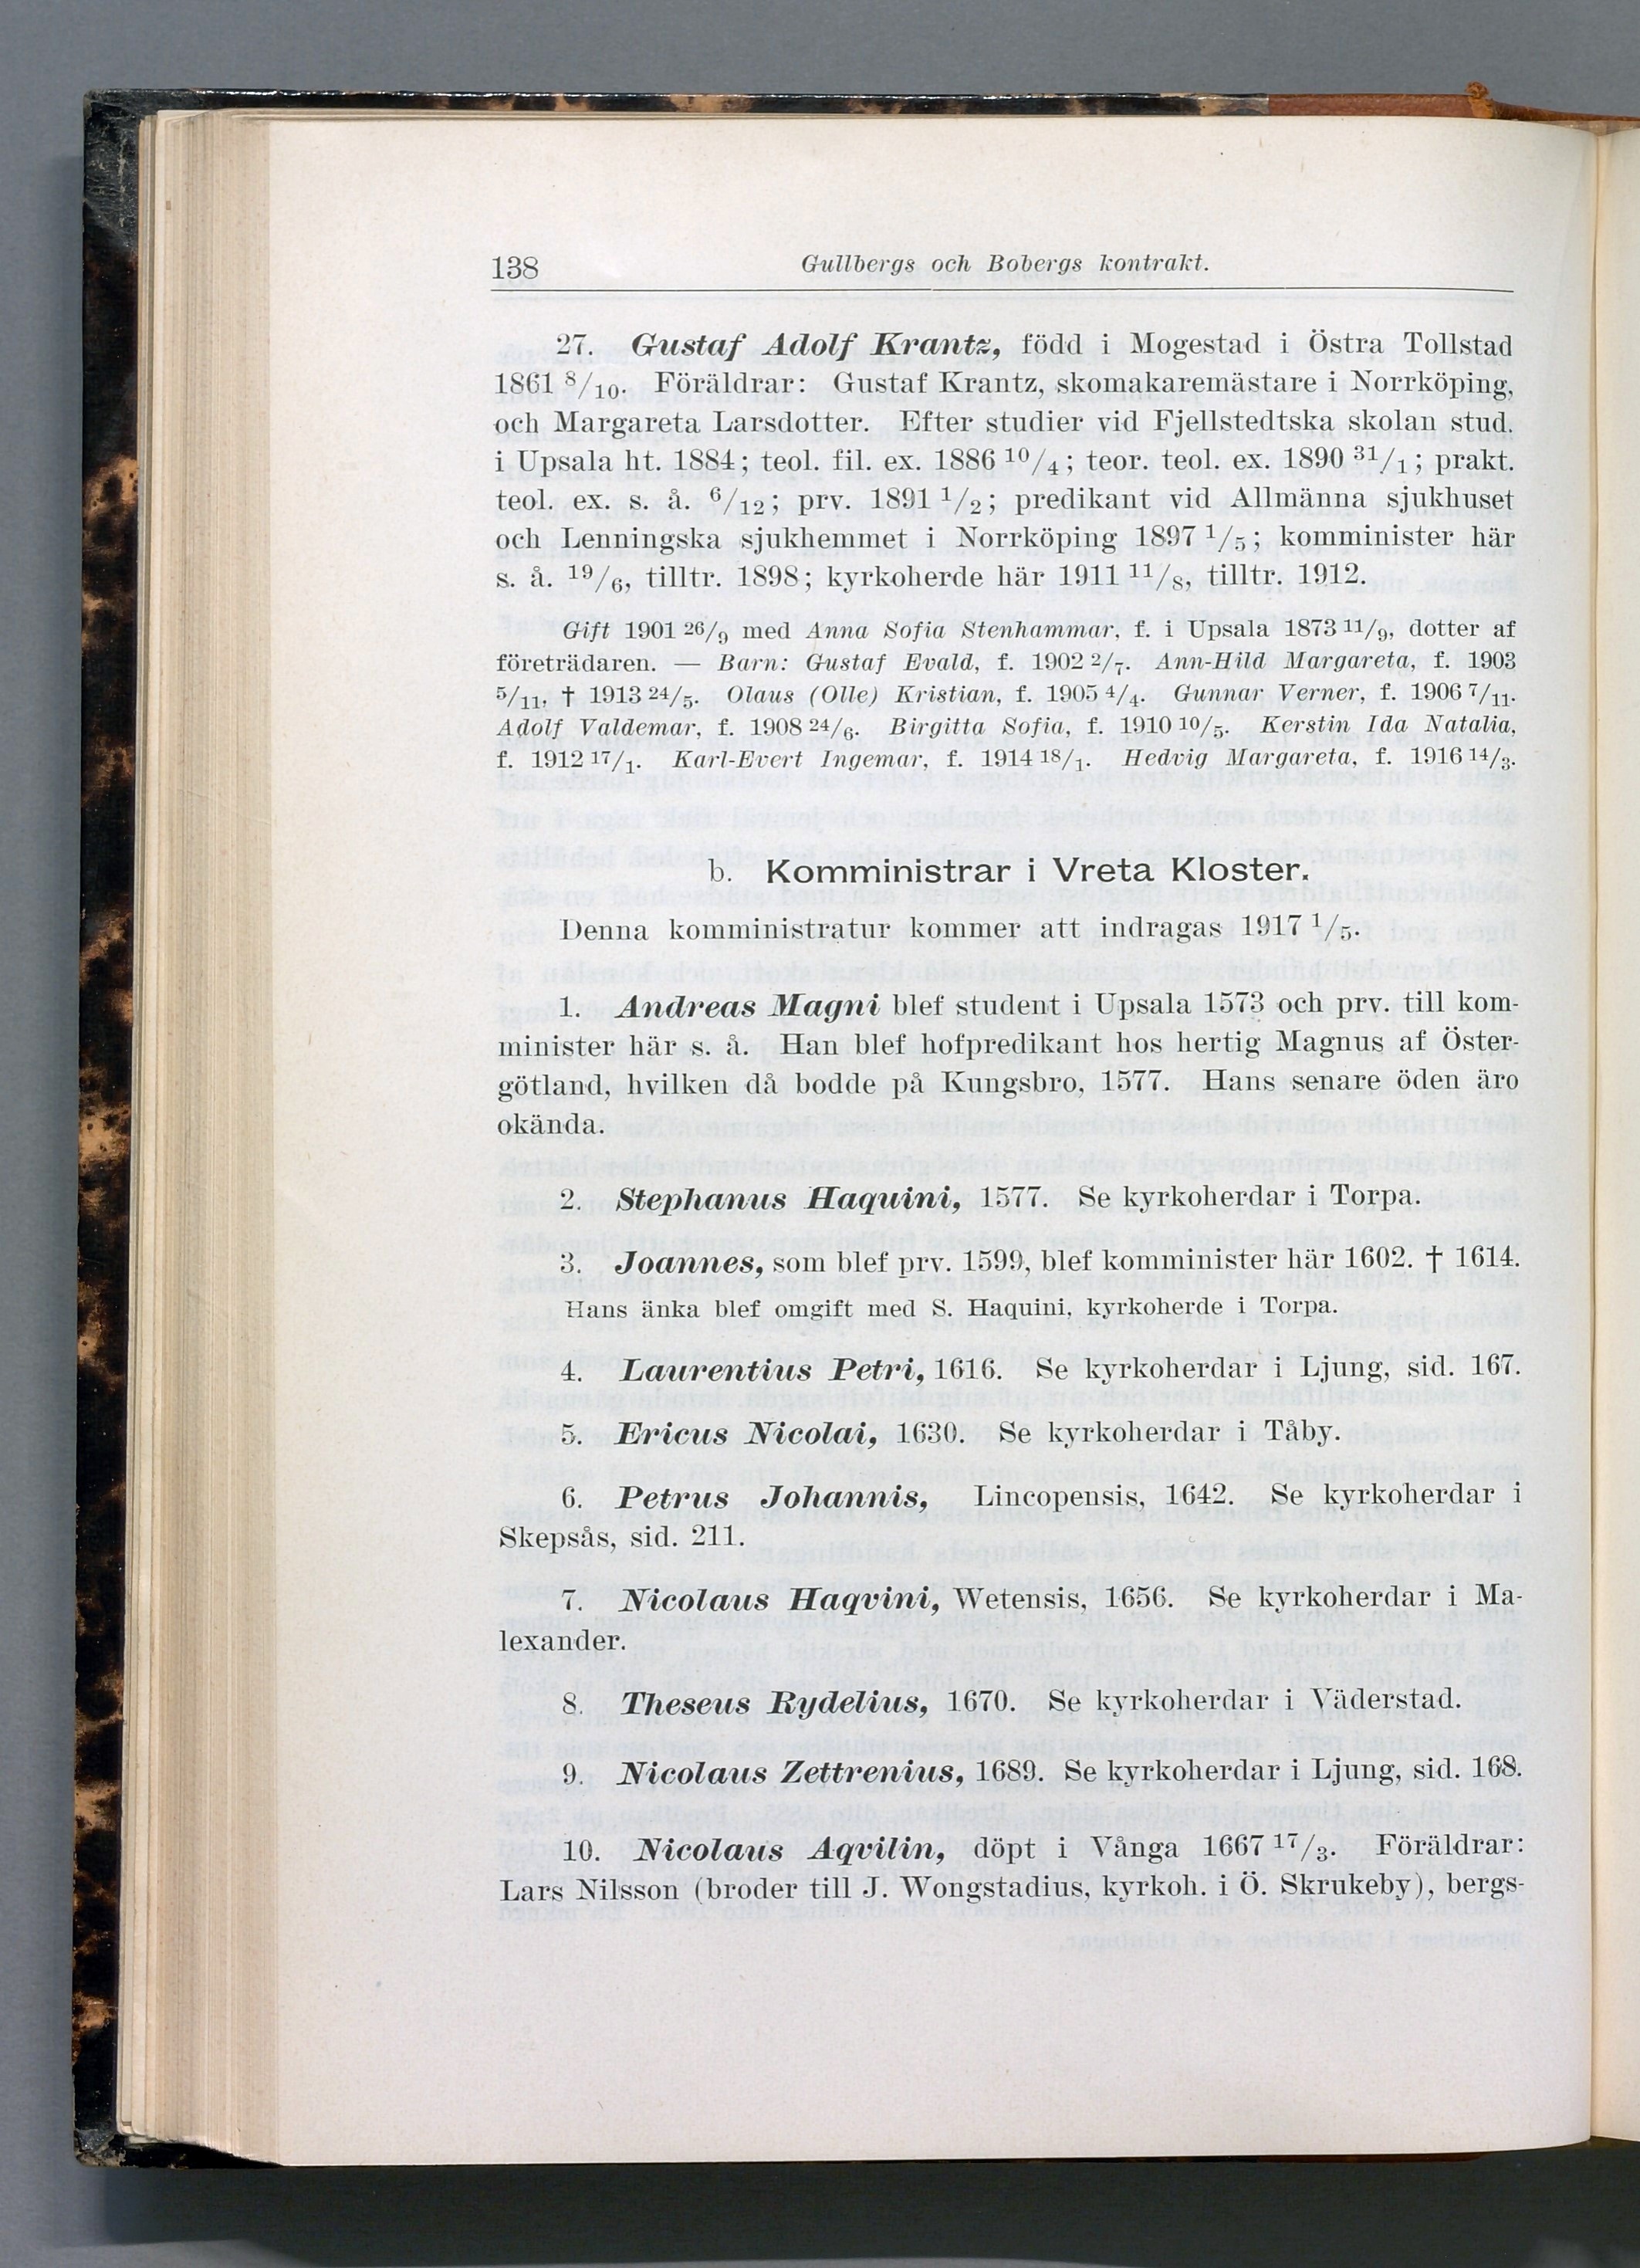 138 Gullbergs och Bobergs kontrakt.
27. Gustaf Adolf Krantz, född i Mogestad i Östra Tollstad
1861 8/10. Föräldrar: Gustaf Krantz, skomakaremästare i Norrköping,
och Margareta Larsdotter. Efter studier vid Fjellstedtska skolan stud.
i Upsala ht. 1884; teol. fil. ex. 1886 10/4; teor. teol. ex. 1890 31/1; prakt.
teol. ex. s. å. 6/12; prv. 1891 1/2; predikant vid Allmänna sjukhuset
och Lenningska sjukhemmet i Norrköping 1897 1/5; komminister här
s. å. 19/6, tilltr. 1898; kyrkoherde här 1911 11/8, tilltr. 1912.
Gift 1901 26/9 med Anna Sofia Stenhammar, f. i Upsala 1873 11/9, dotter af
företrädaren. — Barn: Gustaf Evald, f. 1902 2/7. Ann-Hild Margareta, f. 1903
5/11, † 1913 24/5. Olaus (Olle) Kristian, f. 1905 4/4. Gunnar Verner, f. 1906 7/11.
Adolf Valdemar, f. 1908 24/6. Birgitta Sofia, f. 1910 10/5. Kerstin Ida Natalia,
f. 1912 17/1. Karl-Evert Ingemar, f. 1914 18/1. Hedvig Margareta, f. 1916 14/3.
b. Komministrar i Vreta Kloster.
Denna komministratur kommer att indragas 1917 1/5.
1. Andreas Magni blef student i Upsala 1573 och prv. till kom-
minister här s. å. Han blef hofpredikant hos hertig Magnus af Öster-
götland, hvilken då bodde på Kungsbro, 1577. Hans senare öden äro
okända.
2. Stephanus Haquini, 1577. Se kyrkoherdar i Torpa.
3. Joannes, som blef prv. 1599, blef komminister här 1602. † 1614.
Hans änka blef omgift med S. Haquini, kyrkoherde i Torpa.
4. Laurentius Petri, 1616. Se kyrkoherdar i Ljung, sid. 167.
5. Ericus Nicolai, 1630. Se kyrkoherdar i Tåby.
6. Petrus Johannis, Lincopensis, 1642. Se kyrkoherdar i
Skepsås, sid. 211.
7. Nicolaus Haqvini, Wetensis, 1656. Se kyrkoherdar i Ma-
lexander.
8. Theseus Rydelius, 1670. Se kyrkoherdar i Väderstad.
9. Nicolaus Zettrenius, 1689. Se kyrkoherdar i Ljung, sid. 168.
10. Nicolaus Aqvilin, döpt i Vånga 1667 17/3. Föräldrar:
Lars Nilsson (broder till J. Wongstadius, kyrkoh. i Ö. Skrukeby), bergs-